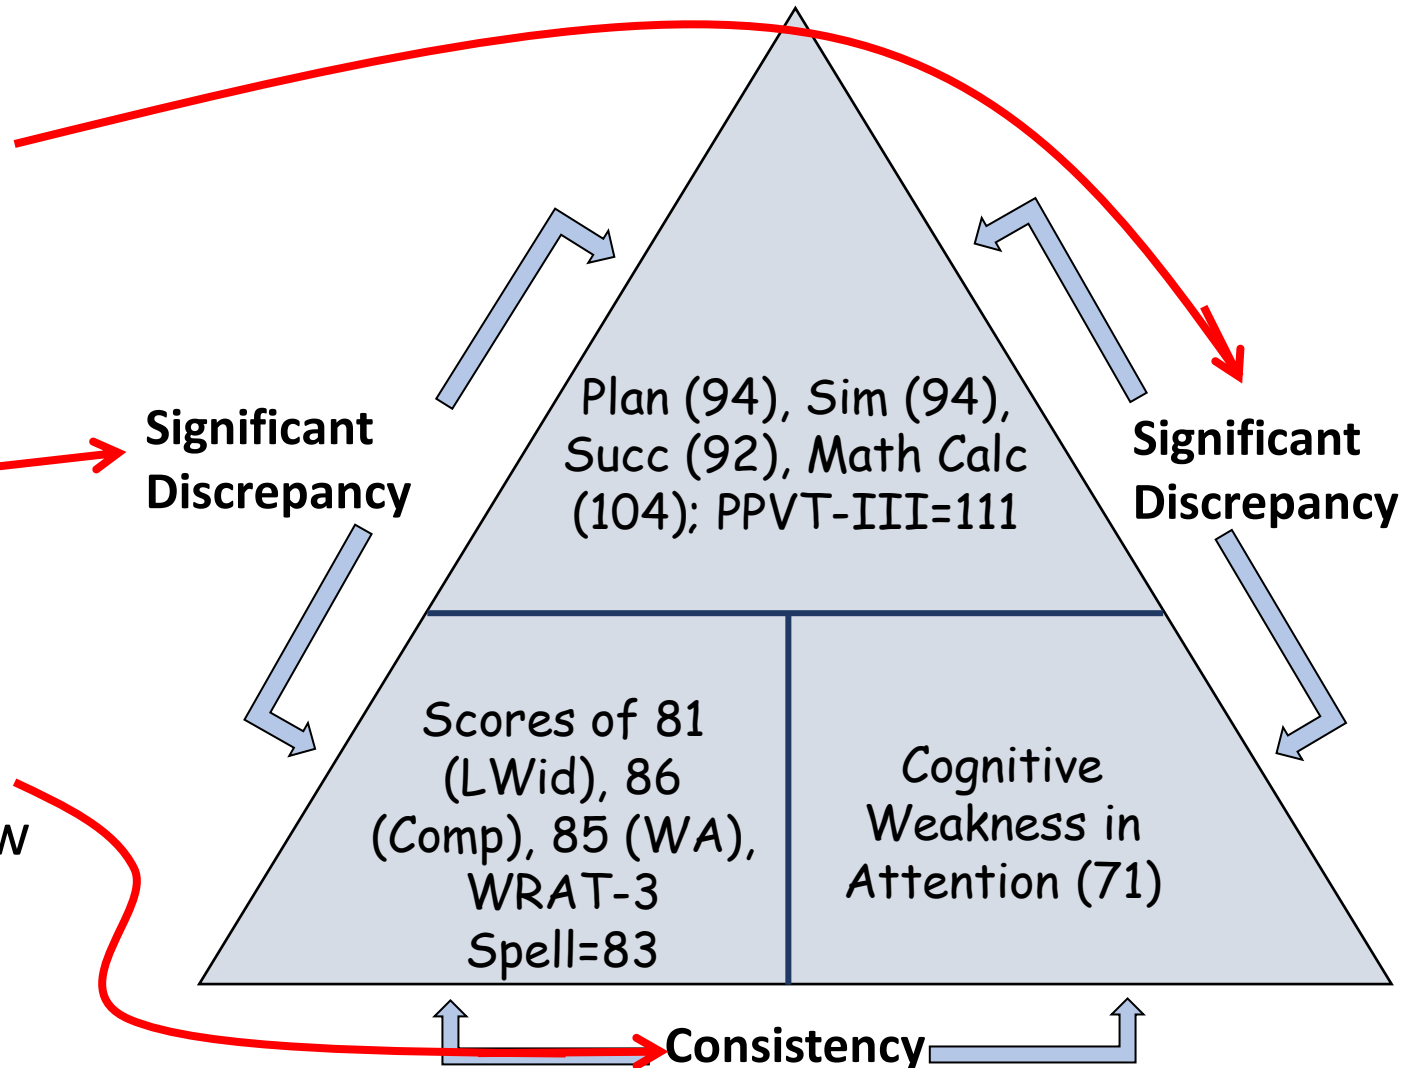 Plan (94), Sim (94),
Succ (92), Math Calc
(104); PPVT-III=111
Significant
Discrepancy
Significant
Discrepancy
Scores of 81
(LWid), 86
(Comp), 85 (WA),
WRAT-3
Spell=83
Cognitive
Weakness in
Attention (71)
w
Consistency